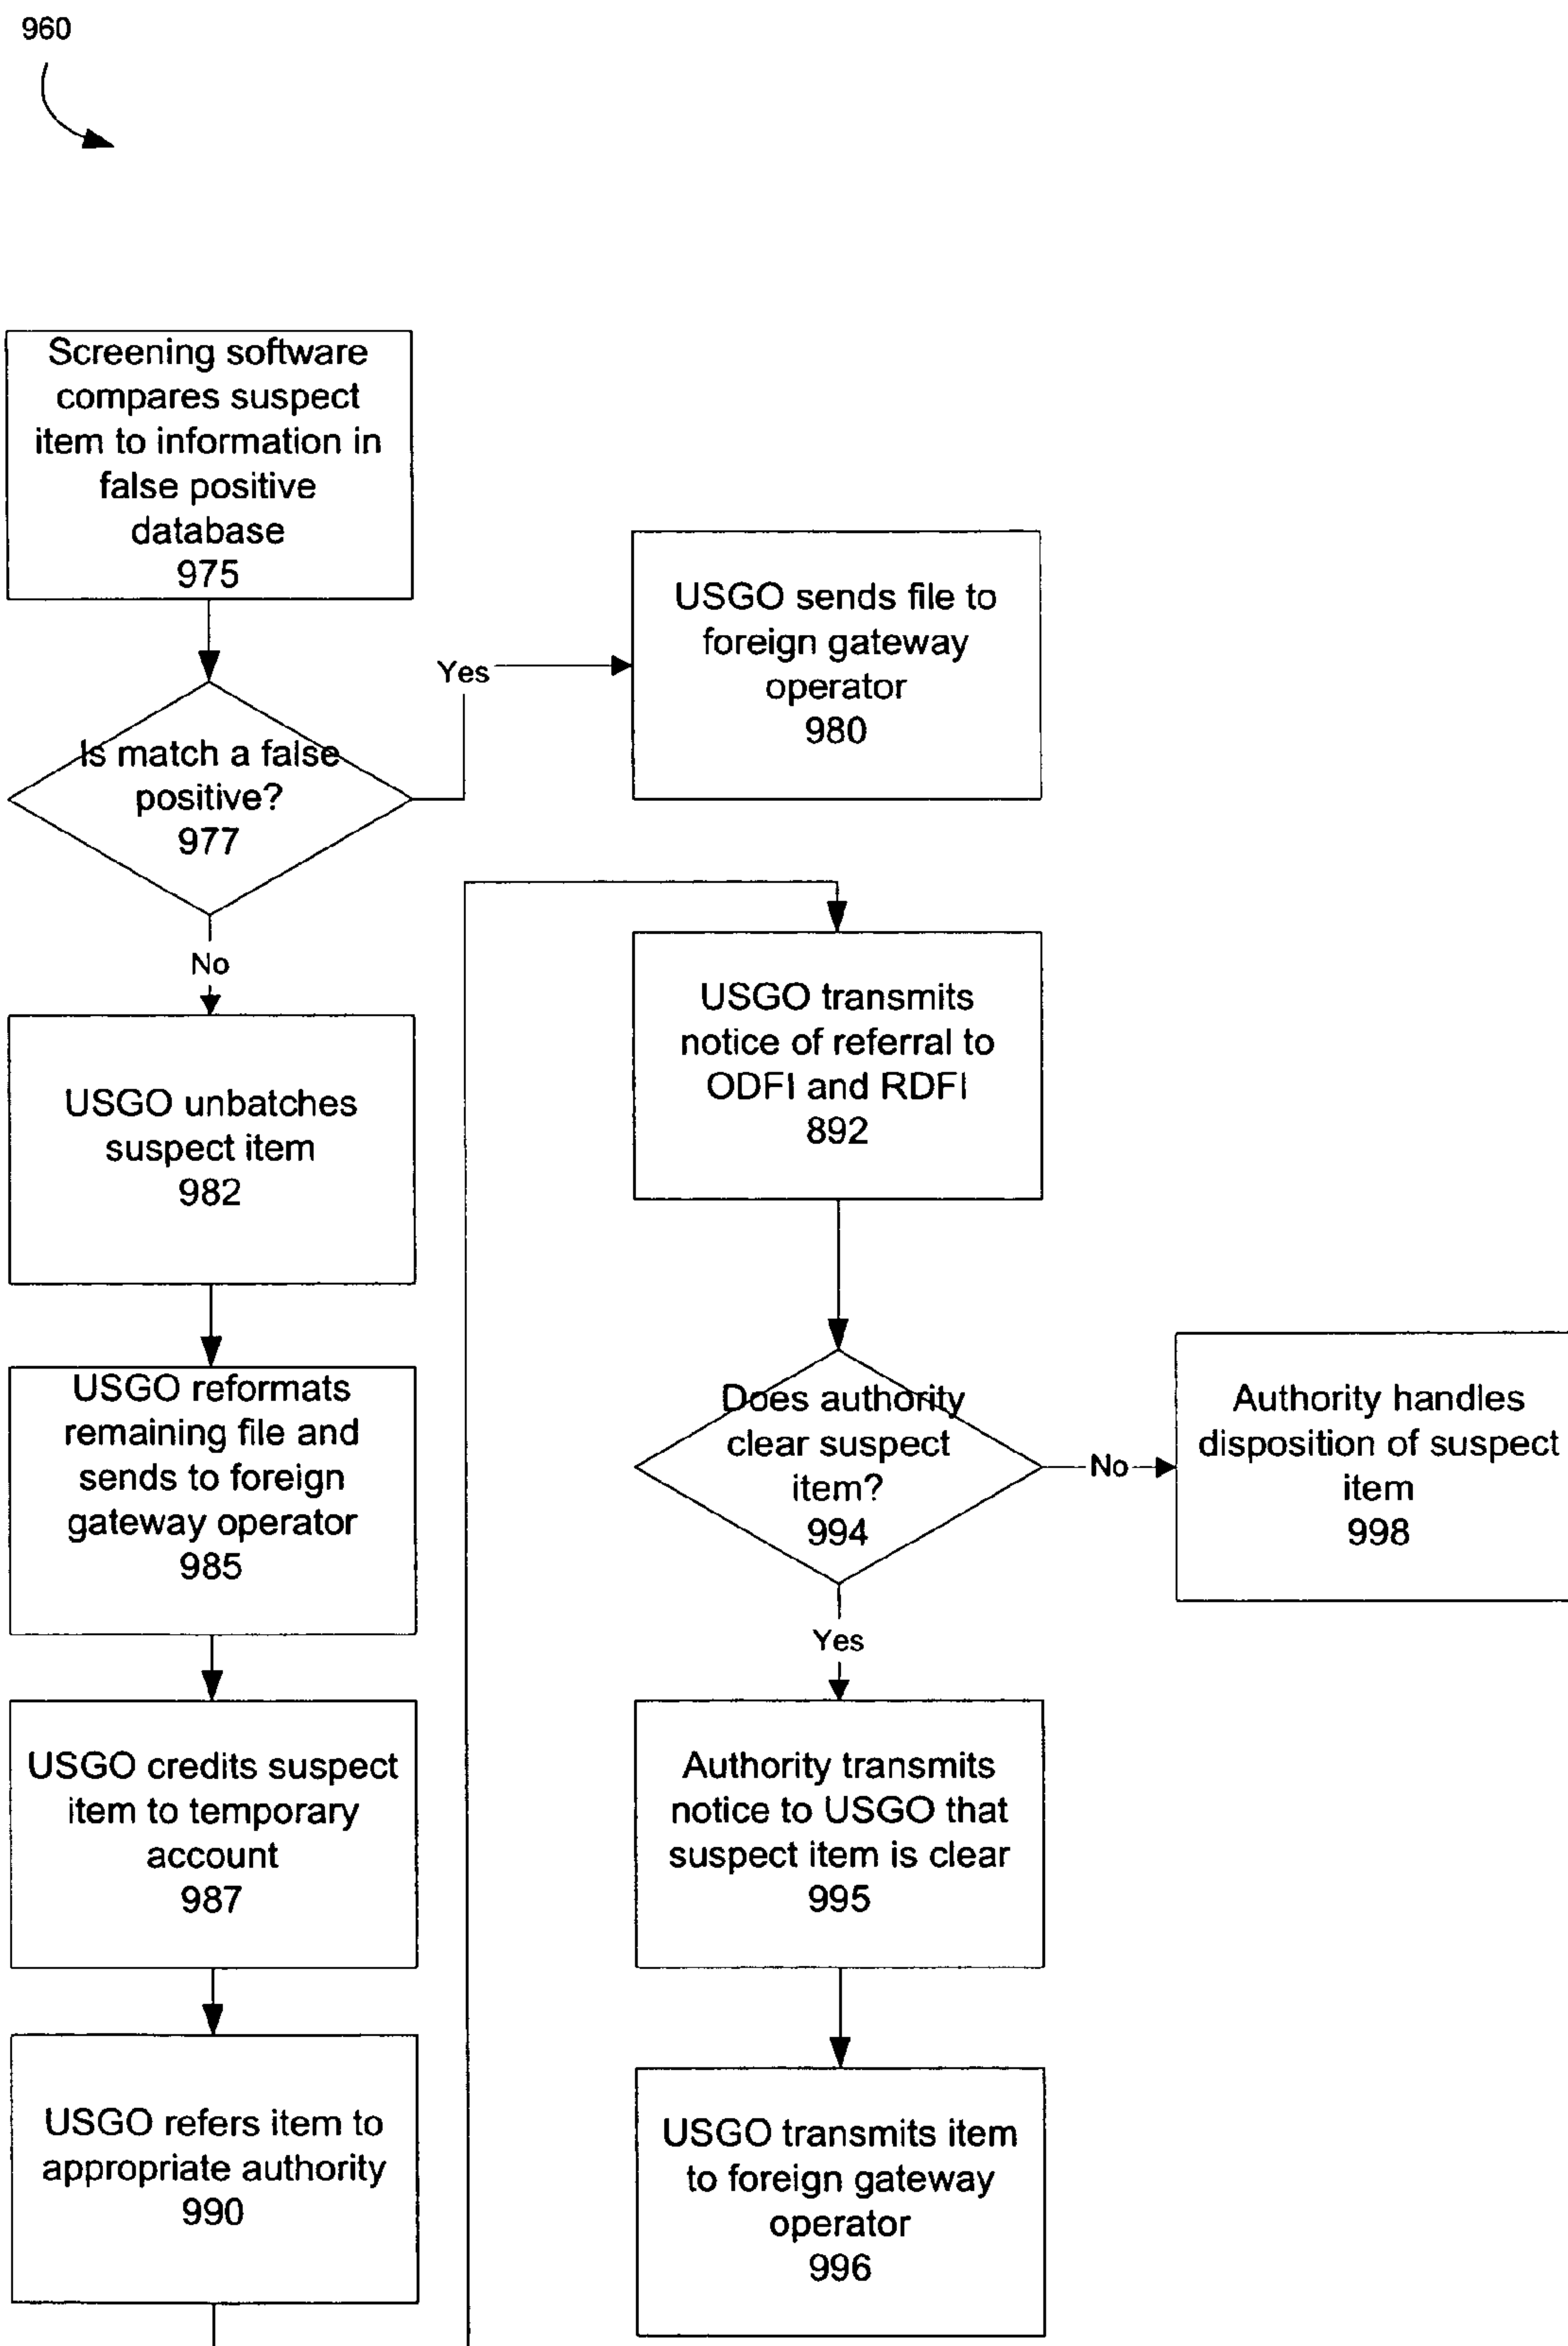 960
Screening software
compares suspect
item to information in
false positive
database
975
Is match a false
positive?
977
Yes
USGO sends file to
foreign gateway
operator
980
No
USGO unbatches
suspect item
982
USGO reformats
remaining file and
sends to foreign
gateway operator
985
USGO credits suspect
item to temporary
account
987
USGO refers item to
appropriate authority
990
USGO transmits
notice of referral to
ODFI and RDFI
892
Does authority
clear suspect
item?
994
No
Authority handles
disposition of suspect
item
998
Yes
Authority transmits
notice to USGO that
suspect item is clear
995
USGO transmits item
to foreign gateway
operator
996